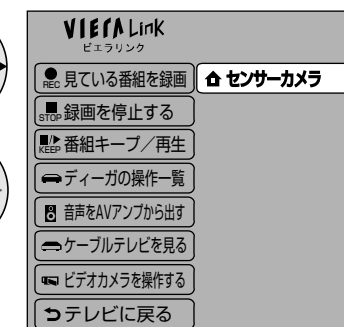 VIERA Link
ビエラリンク
REC 見ている番組を録画
センサーカメラ
STOP 録画を停止する
KEEP 番組キープ／再生
ディーガの操作一覧
音声をAVアンプから出す
ケーブルテレビを見る
ビデオカメラを操作する
テレビに戻る